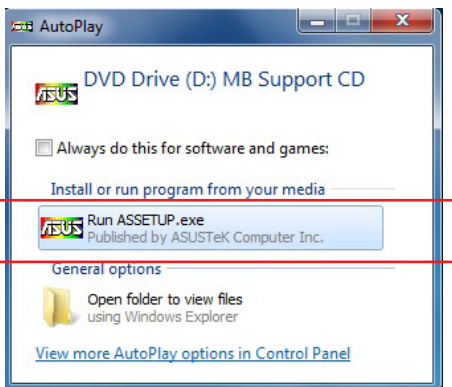 AutoPlay
DVD Drive (D:) MB Support CD
ASUS
Always do this for software and games:
Install or run program from your media
ASUS
Run ASSETUP.exe
Published by ASUSTeK Computer Inc.
General options
Open folder to view files
using Windows Explorer
View more AutoPlay options in Control Panel